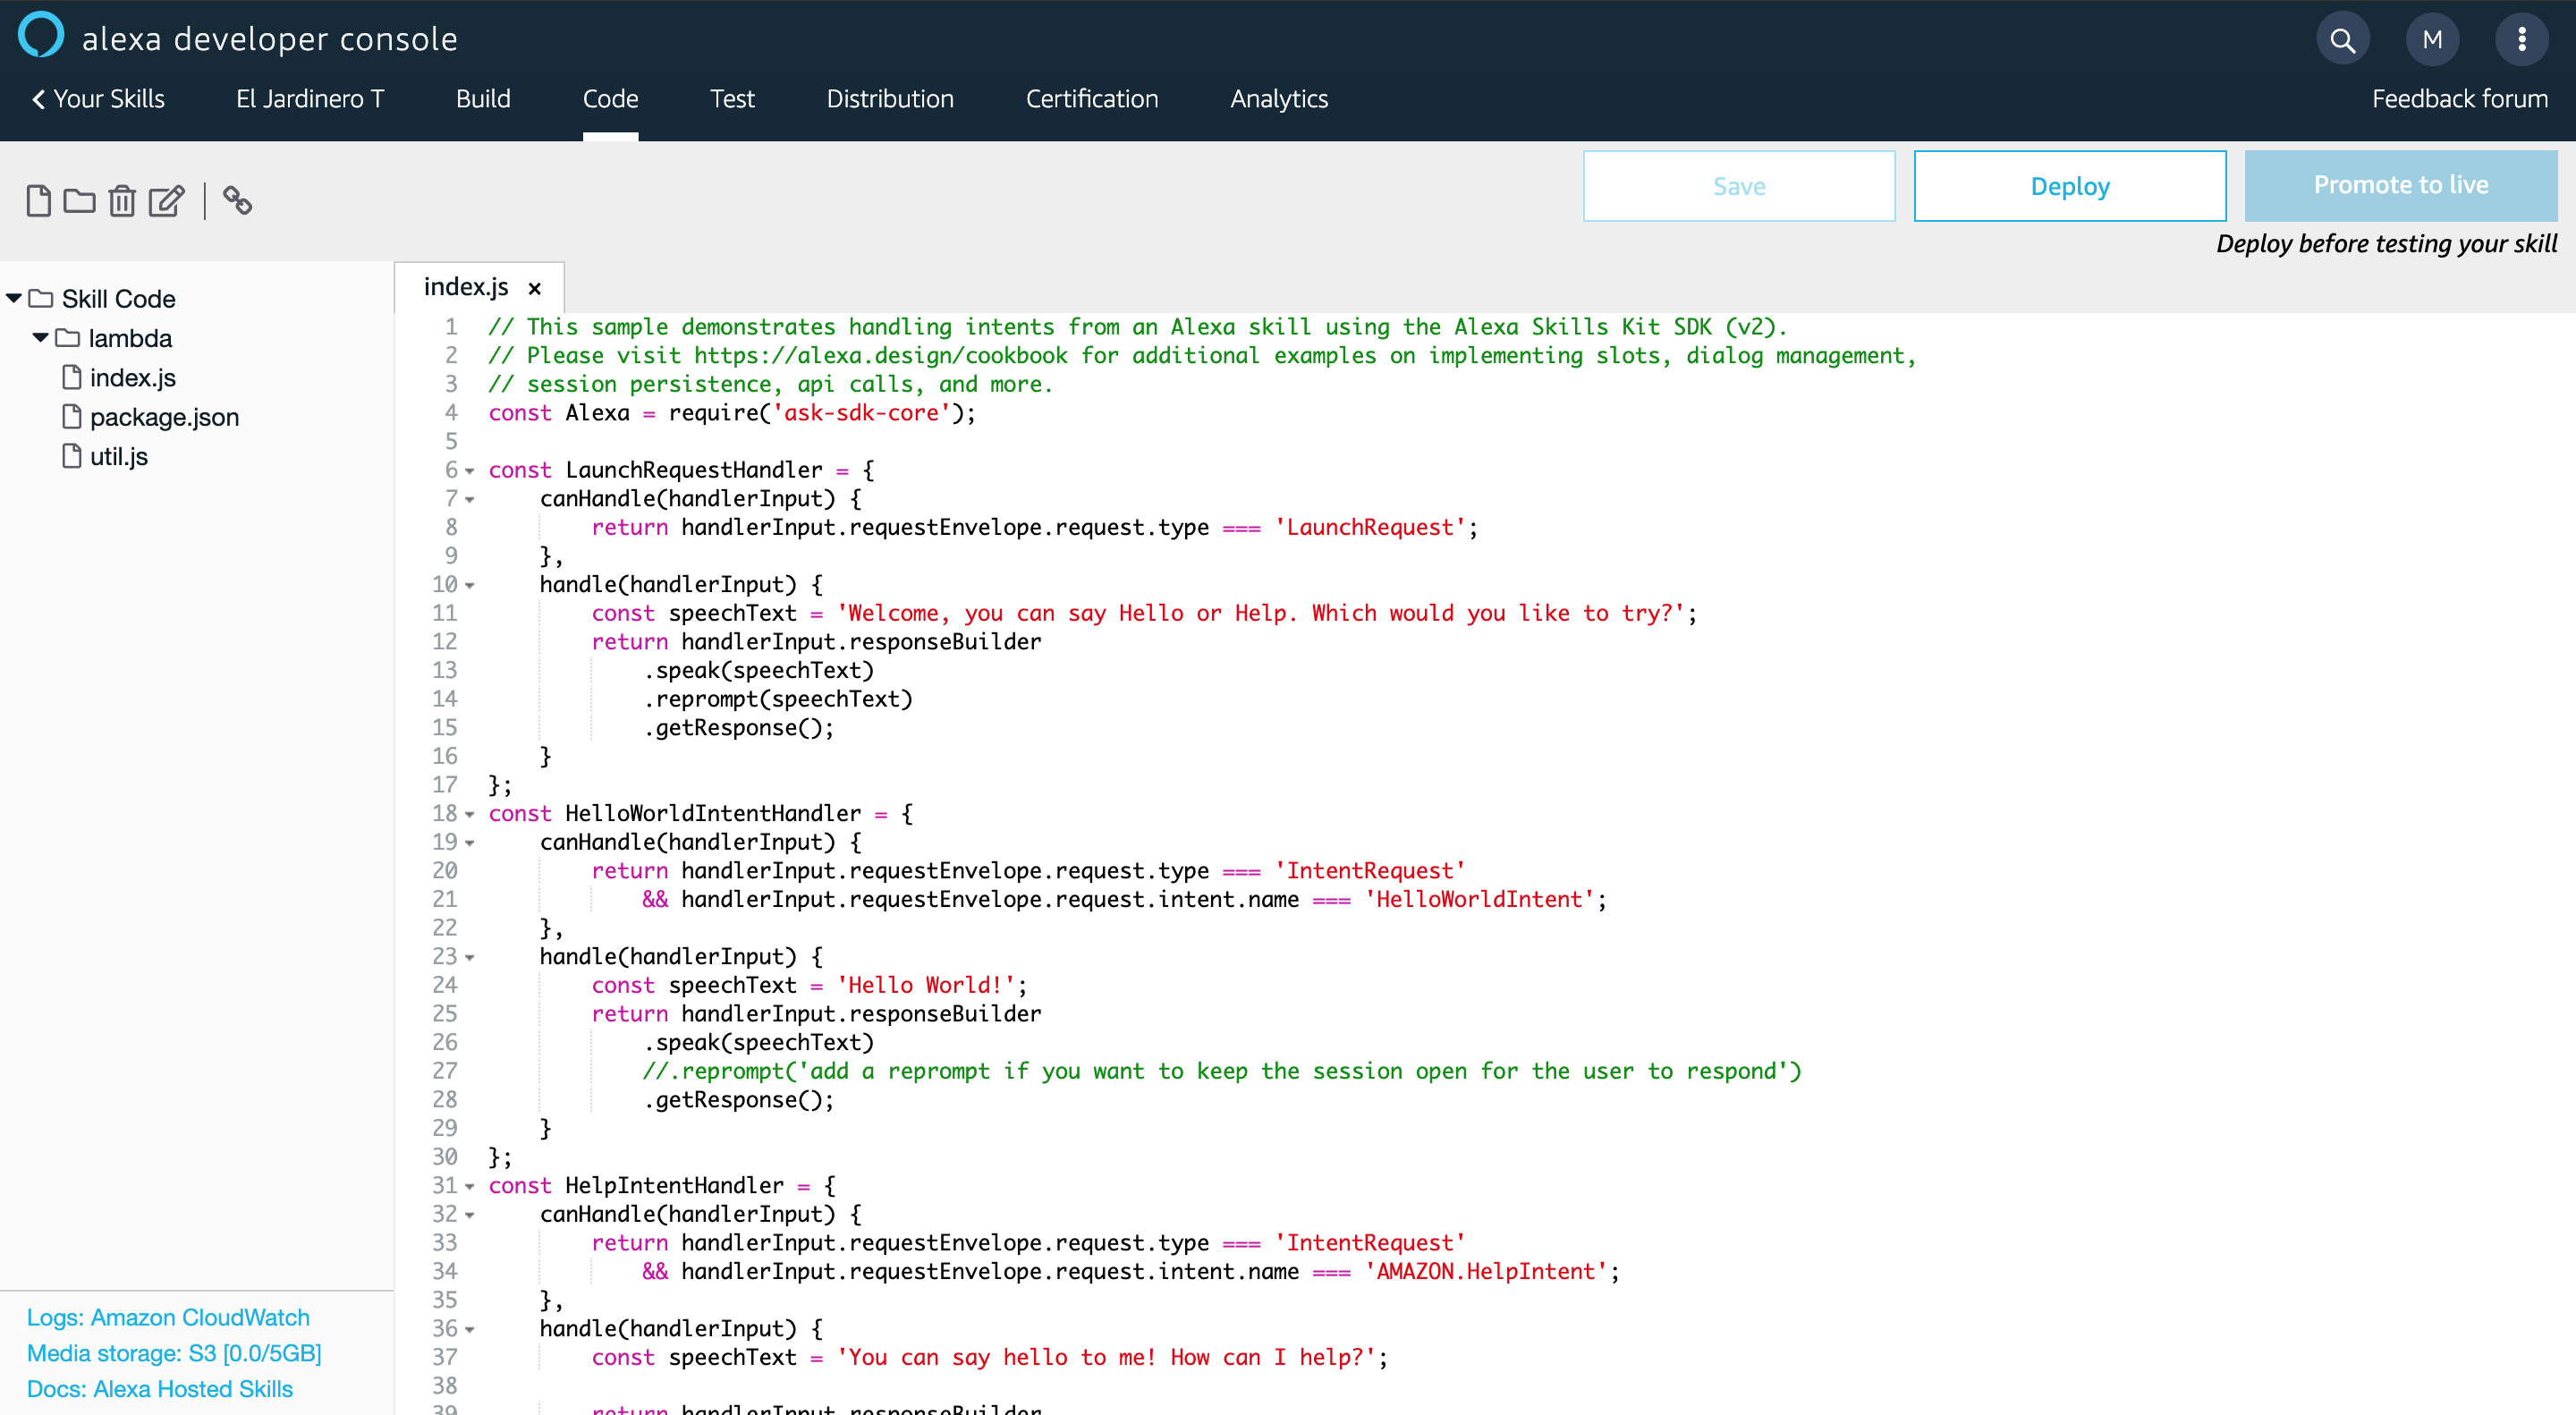 alexa developer console
M
Your Skills El Jardinero T Build Code Test Distribution Certification Analytics Feedback forum
Save Deploy Promote to live
Deploy before testing your skill
Skill Code
lambda
index.js
package.json
util.js
Logs: Amazon CloudWatch
Media storage: S3 [0.0/5GB]
Docs: Alexa Hosted Skills
index.js ×
1 // This sample demonstrates handling intents from an Alexa skill using the Alexa Skills Kit SDK (v2).
2 // Please visit https://alexa.design/cookbook for additional examples on implementing slots, dialog management,
3 // session persistence, api calls, and more.
4 const Alexa = require('ask-sdk-core');
5
6 const LaunchRequestHandler = {
7     canHandle(handlerInput) {
8         return handlerInput.requestEnvelope.request.type === 'LaunchRequest';
9     },
10     handle(handlerInput) {
11         const speechText = 'Welcome, you can say Hello or Help. Which would you like to try?';
12         return handlerInput.responseBuilder
13             .speak(speechText)
14             .reprompt(speechText)
15             .getResponse();
16     }
17 };
18 const HelloWorldIntentHandler = {
19     canHandle(handlerInput) {
20         return handlerInput.requestEnvelope.request.type === 'IntentRequest'
21             && handlerInput.requestEnvelope.request.intent.name === 'HelloWorldIntent';
22     },
23     handle(handlerInput) {
24         const speechText = 'Hello World!';
25         return handlerInput.responseBuilder
26             .speak(speechText)
27             //.reprompt('add a reprompt if you want to keep the session open for the user to respond')
28             .getResponse();
29     }
30 };
31 const HelpIntentHandler = {
32     canHandle(handlerInput) {
33         return handlerInput.requestEnvelope.request.type === 'IntentRequest'
34             && handlerInput.requestEnvelope.request.intent.name === 'AMAZON.HelpIntent';
35     },
36     handle(handlerInput) {
37         const speechText = 'You can say hello to me! How can I help?';
38
39         return handlerInput.responseBuilder